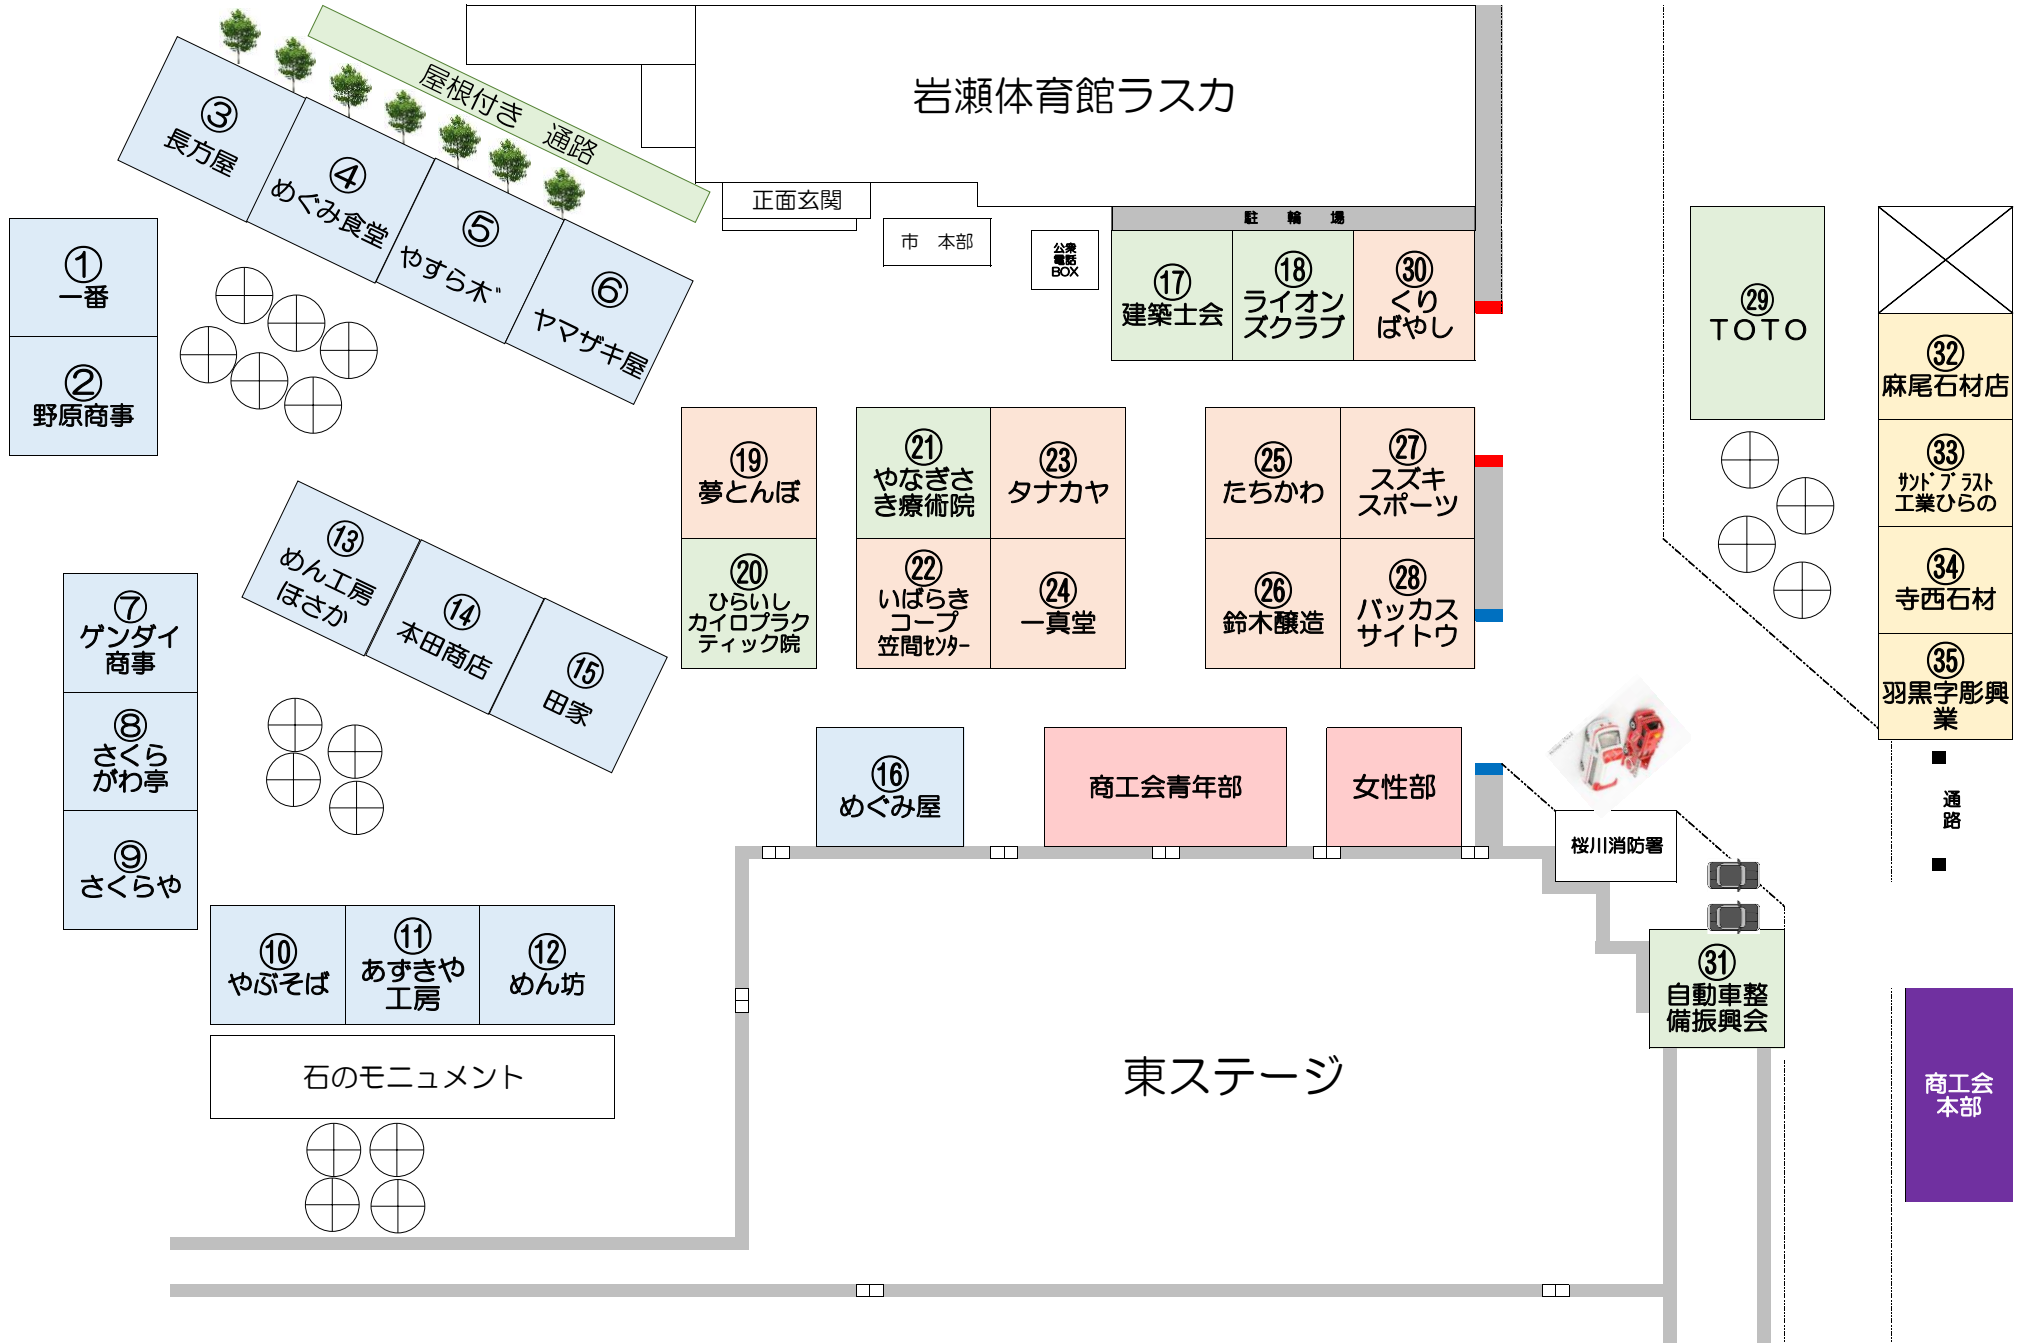 岩瀬体育館ラスカ
屋根付き　通路
正面玄関
市　本部
公衆
電話
BOX
駐　輪　場
①
一番
②
野原商事
③
長方屋
④
めぐみ食堂
⑤
やすら木゛
⑥
ヤマザキ屋
⑰
建築士会
⑱
ライオン
ズクラブ
㉚
くり
ばやし
㉙
ＴＯＴＯ
㉜
麻尾石材店
㉝
ｻﾝﾄﾞﾌﾞﾗｽﾄ
工業ひらの
㉞
寺西石材
㉟
羽黒字彫興
業
⑲
夢とんぼ
⑳
ひらいし
カイロプラク
ティック院
㉑
やなぎさ
き療術院
㉒
いばらき
コープ
笠間ｾﾝﾀｰ
㉓
タナカヤ
㉔
一真堂
㉕
たちかわ
㉖
鈴木醸造
㉗
スズキ
スポーツ
㉘
バッカス
サイトウ
⑬
めん工房
ほさか
⑭
本田商店
⑮
田家
⑦
ゲンダイ
商事
⑧
さくら
がわ亭
⑨
さくらや
⑩
やぶそば
⑪
あずきや
工房
⑫
めん坊
石のモニュメント
⑯
めぐみ屋
商工会青年部
女性部
桜川消防署
通
路
㉛
自動車整
備振興会
商工会
本部
東ステージ